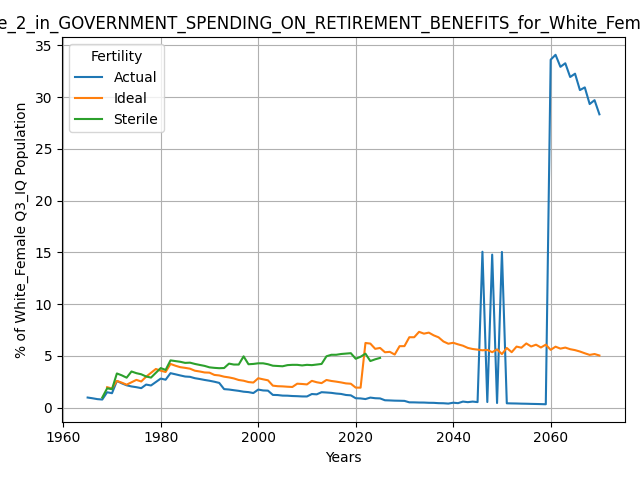 e_2_in_GOVERNMENT_SPENDING_ON_RETIREMENT_BENEFITS_for_White_Fem
35
30
25
20
15
10
5
0
% of White_Female Q3_IQ Population
Fertility
Actual
Ideal
Sterile
1960
1980
2000
2020
2040
2060
Years